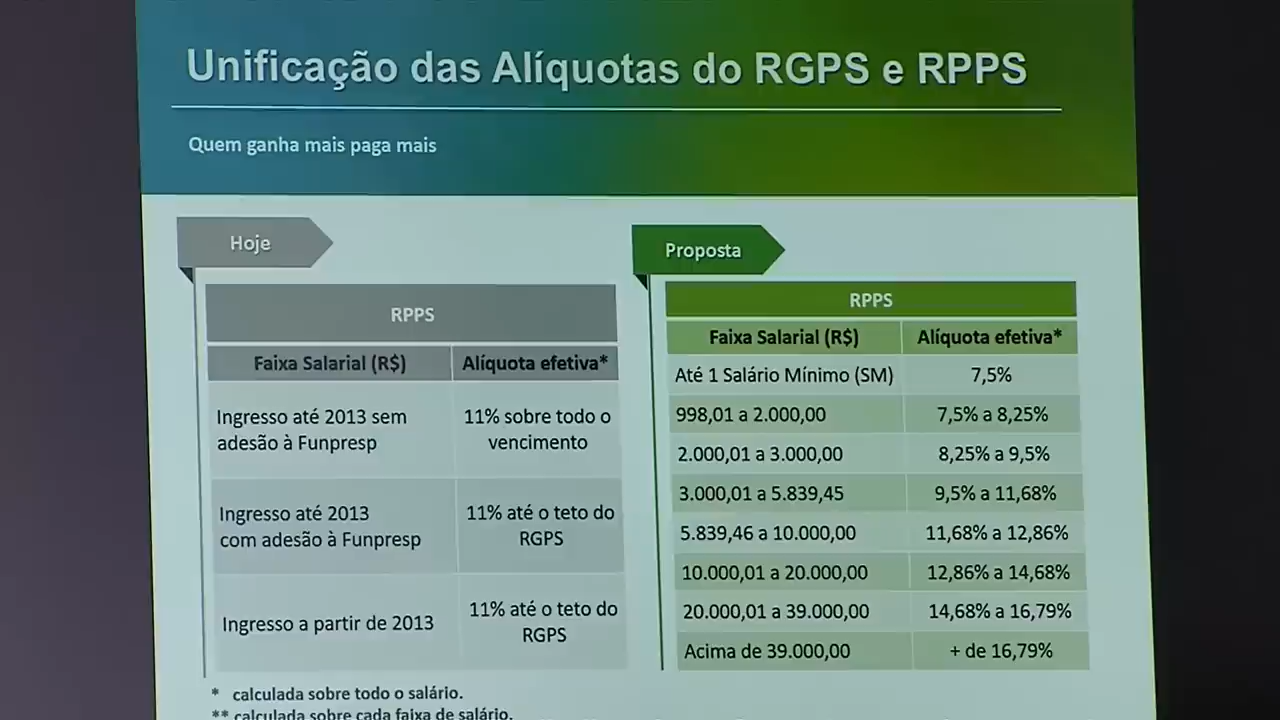 Unificação das Alíquotas do RGPS e RPPS
Quem ganha mais paga mais
Hoje
RPPS
Faixa Salarial (R$) Alíquota efetiva*
Ingresso até 2013 sem
adesão à Funpresp
11% sobre todo o
vencimento
Ingresso até 2013
com adesão à Funpresp
11% até o teto do
RGPS
Ingresso a partir de 2013
11% até o teto do
RGPS
Proposta
RPPS
Faixa Salarial (R$) Alíquota efetiva*
Até 1 Salário Mínimo (SM) 7,5%
998,01 a 2.000,00 7,5% a 8,25%
2.000,01 a 3.000,00 8,25% a 9,5%
3.000,01 a 5.839,45 9,5% a 11,68%
5.839,46 a 10.000,00 11,68% a 12,86%
10.000,01 a 20.000,00 12,86% a 14,68%
20.000,01 a 39.000,00 14,68% a 16,79%
Acima de 39.000,00 + de 16,79%
* calculada sobre todo o salário.
** calculada sobre cada faixa de salário.